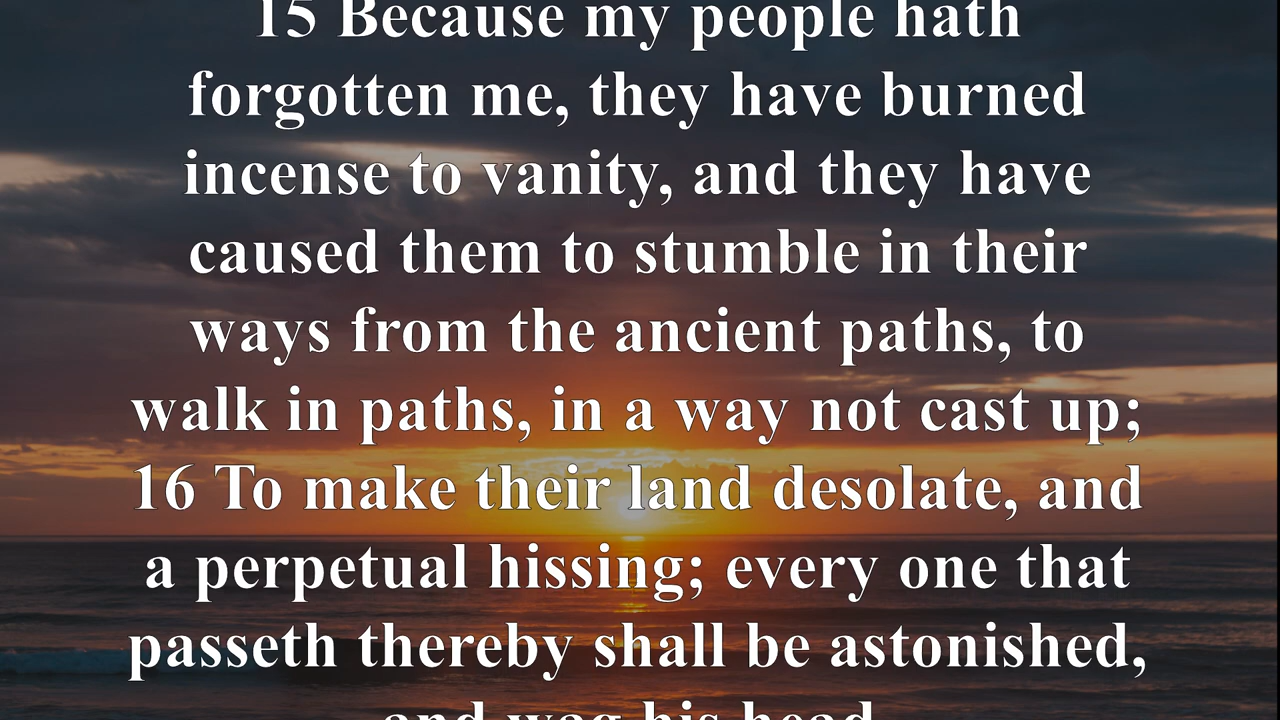 15 Because my people hath
forgotten me, they have burned
incense to vanity, and they have
caused them to stumble in their
ways from the ancient paths, to
walk in paths, in a way not cast up;
16 To make their land desolate, and
a perpetual hissing; every one that
passeth thereby shall be astonished,
and wag his head